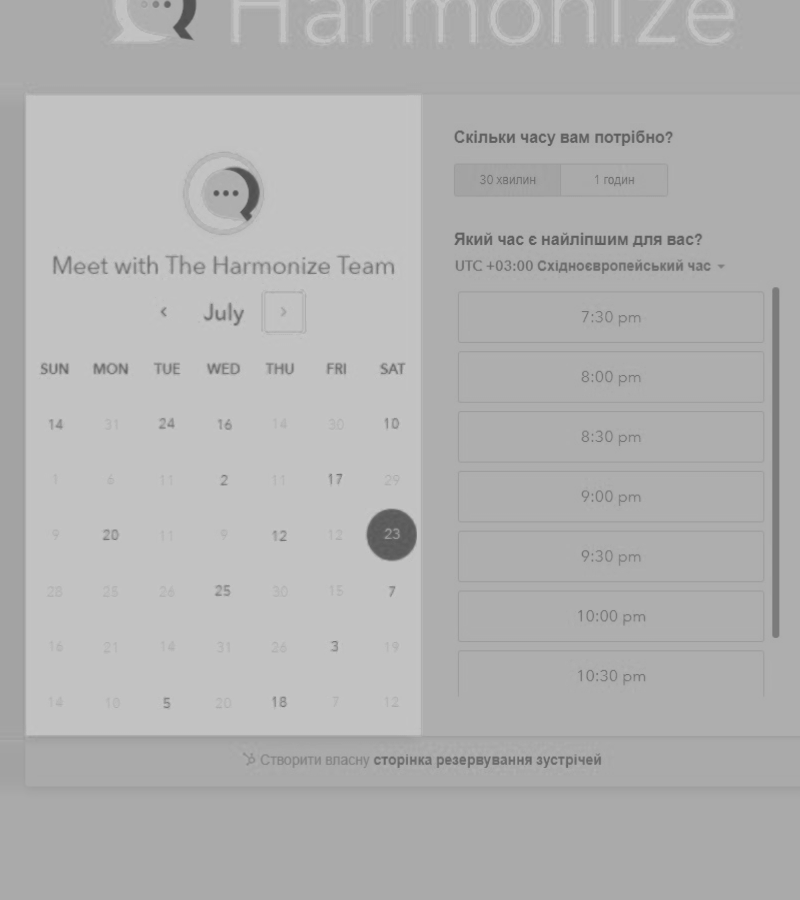 Harmonize
Meet with The Harmonize Team
July
SUN MON TUE WED THU FRI SAT
14 31 24 16 14 30 10
1 6 11 2 11 17 29
9 20 11 9 12 12 23
28 25 26 25 30 15 7
16 21 14 31 26 3 19
14 10 5 20 18 7 12
Скільки часу вам потрібно?
30 хвилин 1 годин
Який час є найліпшим для вас?
UTC +03:00 Східноєвропейський час
7:30 pm
8:00 pm
8:30 pm
9:00 pm
9:30 pm
10:00 pm
10:30 pm
Створити власну сторінка резервування зустрічей